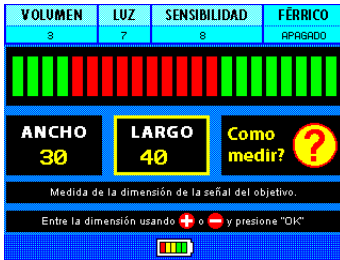 VOLUMEN LUZ SENSIBILIDAD FÉRRICO
3 7 8 APAGADO
ANCHO LARGO Como
30 40 medir? ?
Medida de la dimensión de la señal del objetivo.
Entre la dimensión usando + o − y presione "OK"